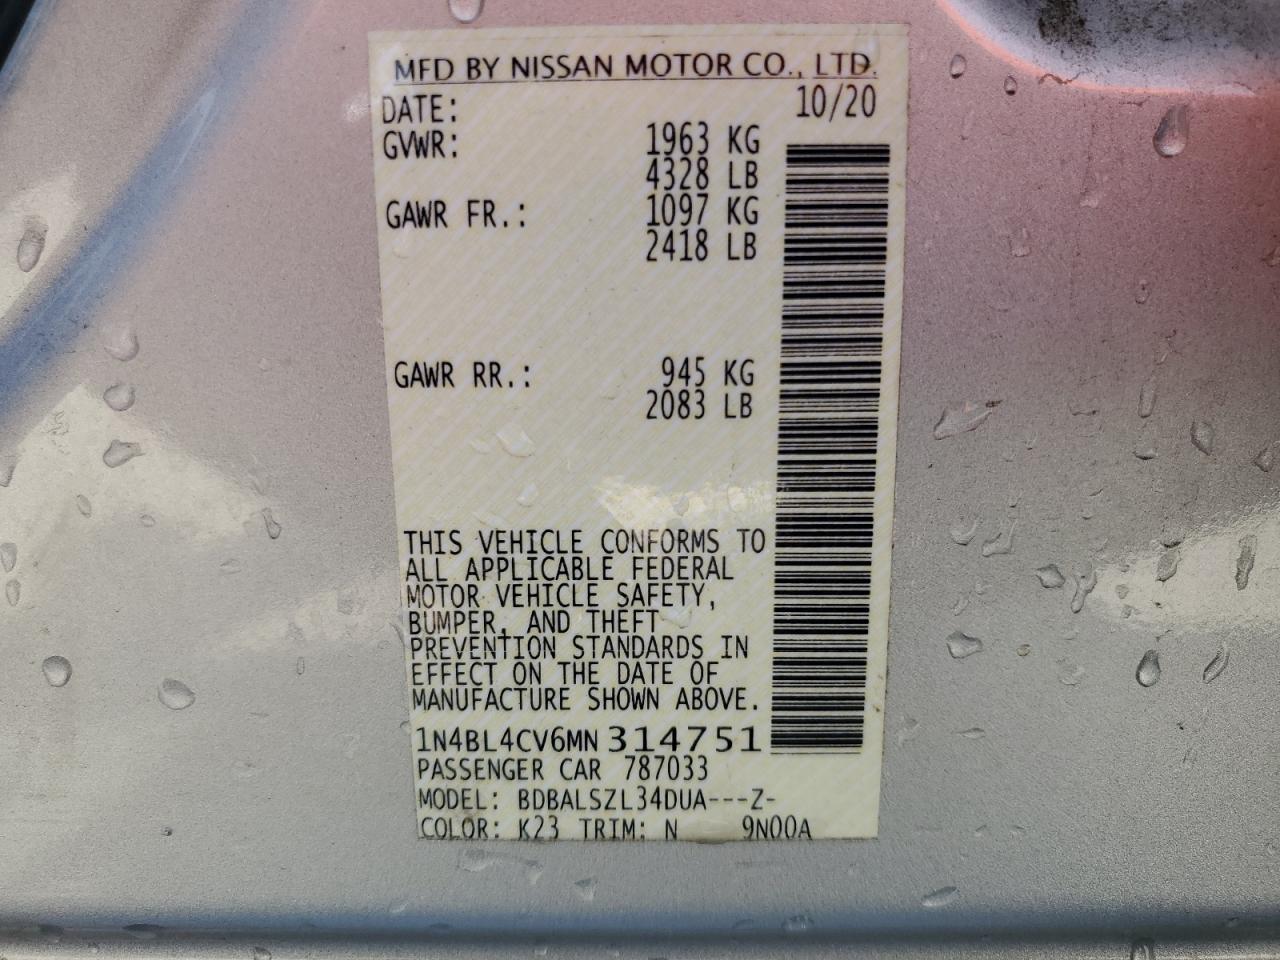 MFD BY NISSAN MOTOR CO., LTD.
DATE: 10/20
GVWR: 1963 KG
4328 LB
GAWR FR.: 1097 KG
2418 LB
GAWR RR.: 945 KG
2083 LB
THIS VEHICLE CONFORMS TO
ALL APPLICABLE FEDERAL
MOTOR VEHICLE SAFETY,
BUMPER, AND THEFT
PREVENTION STANDARDS IN
EFFECT ON THE DATE OF
MANUFACTURE SHOWN ABOVE.
1N4BL4CV6MN314751
PASSENGER CAR 787033
MODEL: BDBALSZL34DUA---Z-
COLOR: K23 TRIM: N 9N00A